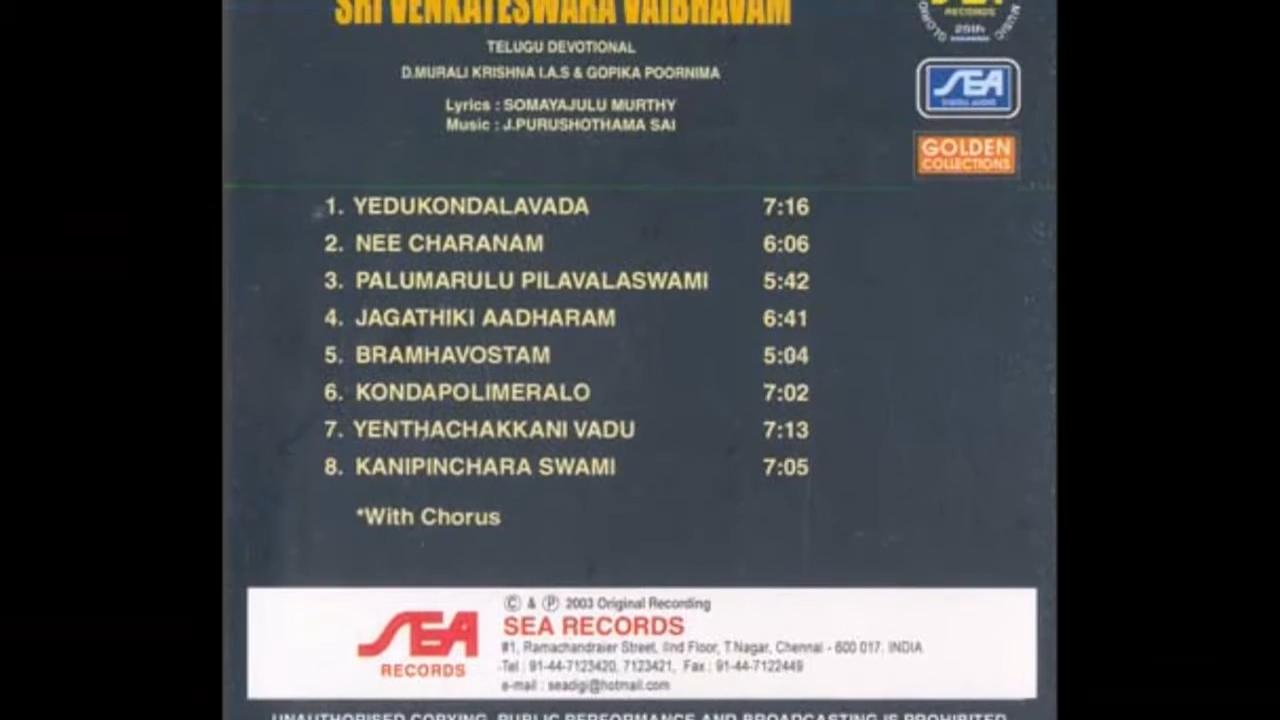 SRI VENKATESWARA VAIBHAVAM
TELUGU DEVOTIONAL
D.MURALI KRISHNA I.A.S & GOPIKA POORNIMA
Lyrics : SOMAYAJULU MURTHY
Music : J.PURUSHOTHAMA SAI
RECORDS
25th
MUSIC
SEA
DIGITAL AUDIO
GOLDEN
COLLECTIONS
1. YEDUKONDALAVADA 7:16
2. NEE CHARANAM 6:06
3. PALUMARULU PILAVALASWAMI 5:42
4. JAGATHIKI AADHARAM 6:41
5. BRAMHAVOSTAM 5:04
6. KONDAPOLIMERALO 7:02
7. YENTHACHAKKANI VADU 7:13
8. KANIPINCHARA SWAMI 7:05
*With Chorus
SEA
RECORDS
© & ℗ 2003 Original Recording
SEA RECORDS
#1, Ramachandraier Street, IInd Floor, T.Nagar, Chennai - 600 017. INDIA
Tel : 91-44-7123420, 7123421, Fax : 91-44-7122449
e-mail : seadigi@hotmail.com
UNAUTHORISED COPYING, PUBLIC PERFORMANCE AND BROADCASTING IS PROHIBITED